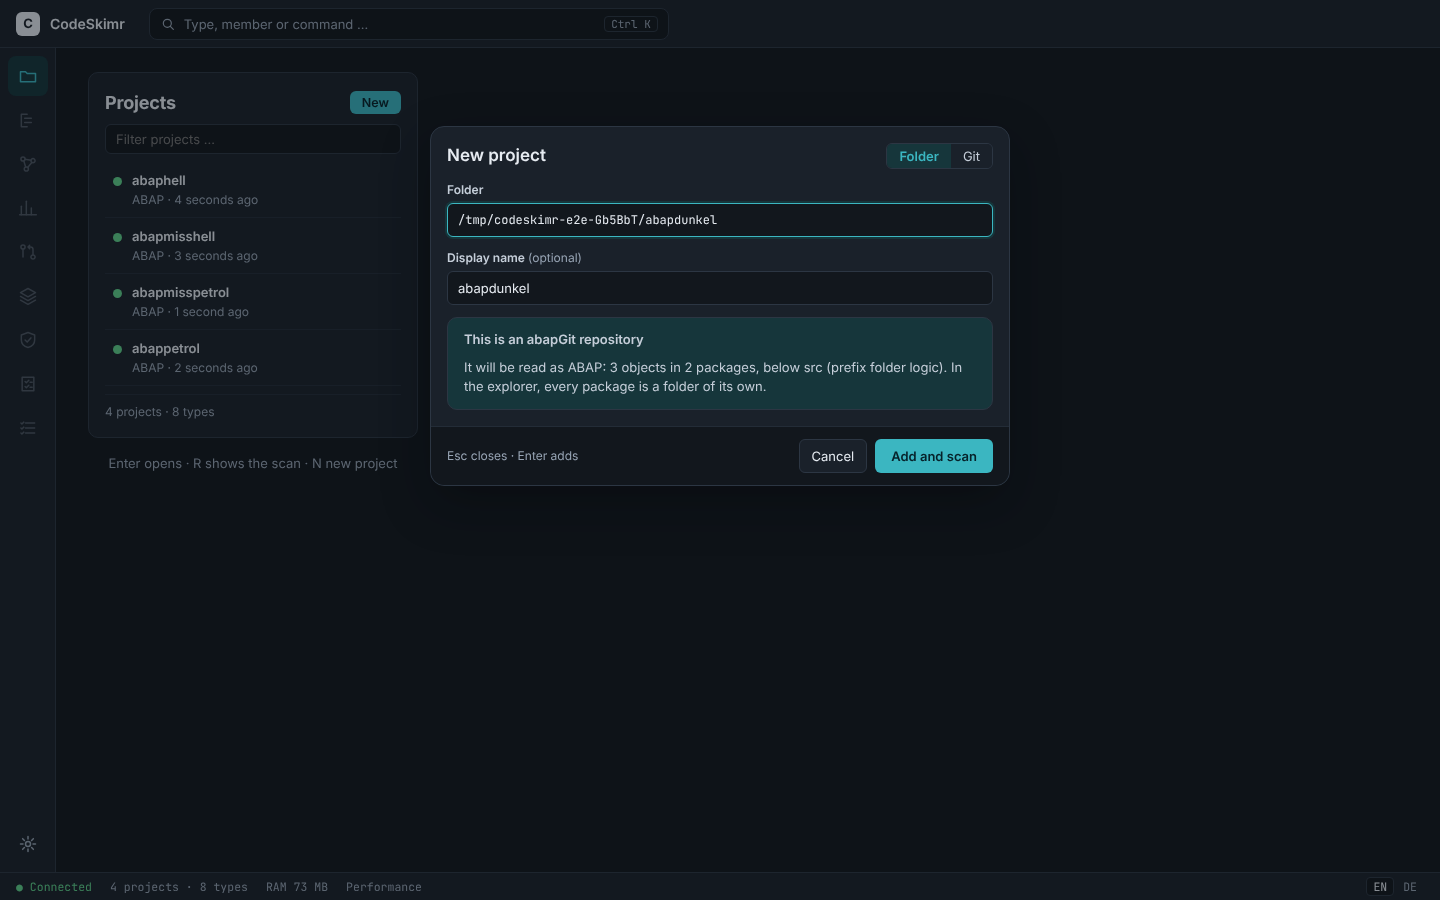 C CodeSkimr
Type, member or command ...
Ctrl K
Projects
New
Filter projects ...
abaphell
ABAP · 4 seconds ago
abapmisshell
ABAP · 3 seconds ago
abapmisspetrol
ABAP · 1 second ago
abappetrol
ABAP · 2 seconds ago
4 projects · 8 types
Enter opens · R shows the scan · N new project
New project
Folder Git
Folder
/tmp/codeskimr-e2e-Gb5BbT/abapdunkel
Display name (optional)
abapdunkel
This is an abapGit repository
It will be read as ABAP: 3 objects in 2 packages, below src (prefix folder logic). In
the explorer, every package is a folder of its own.
Esc closes · Enter adds
Cancel
Add and scan
Connected 4 projects · 8 types RAM 73 MB Performance
EN DE